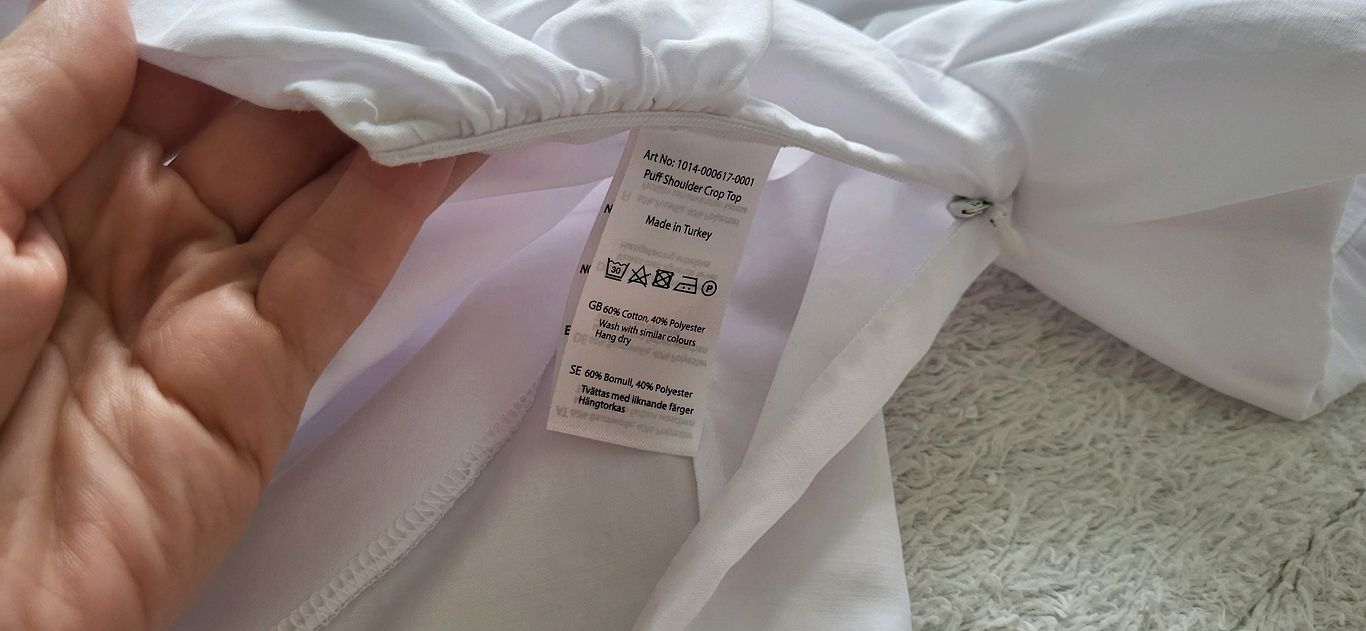 Art No: 1014-000617-0001
Puff Shoulder Crop Top
Made in Turkey
30
P
GB 60% Cotton, 40% Polyester
Wash with similar colours
Hang dry
SE 60% Bomull, 40% Polyester
Tvättas med liknande färger
Hängtorkas